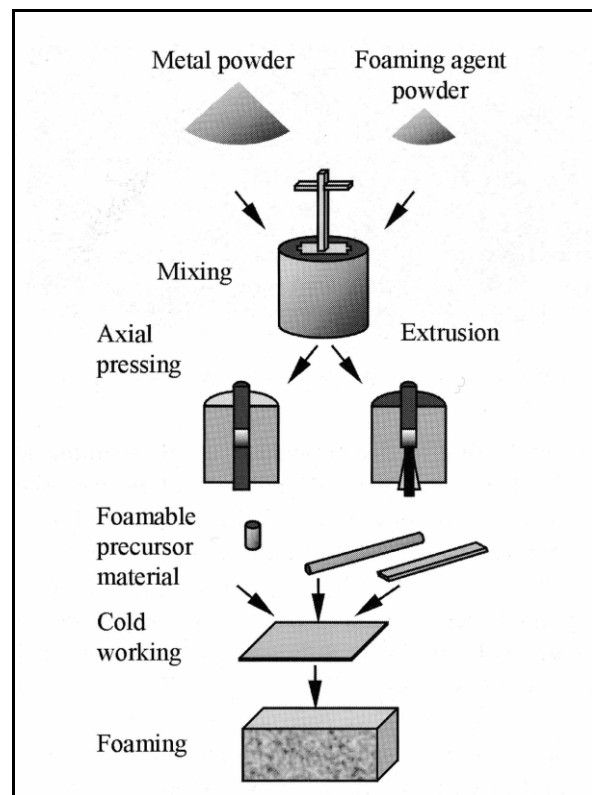 Metal powder
Foaming agent
powder
Mixing
Axial
pressing
Extrusion
Foamable
precursor
material
Cold
working
Foaming